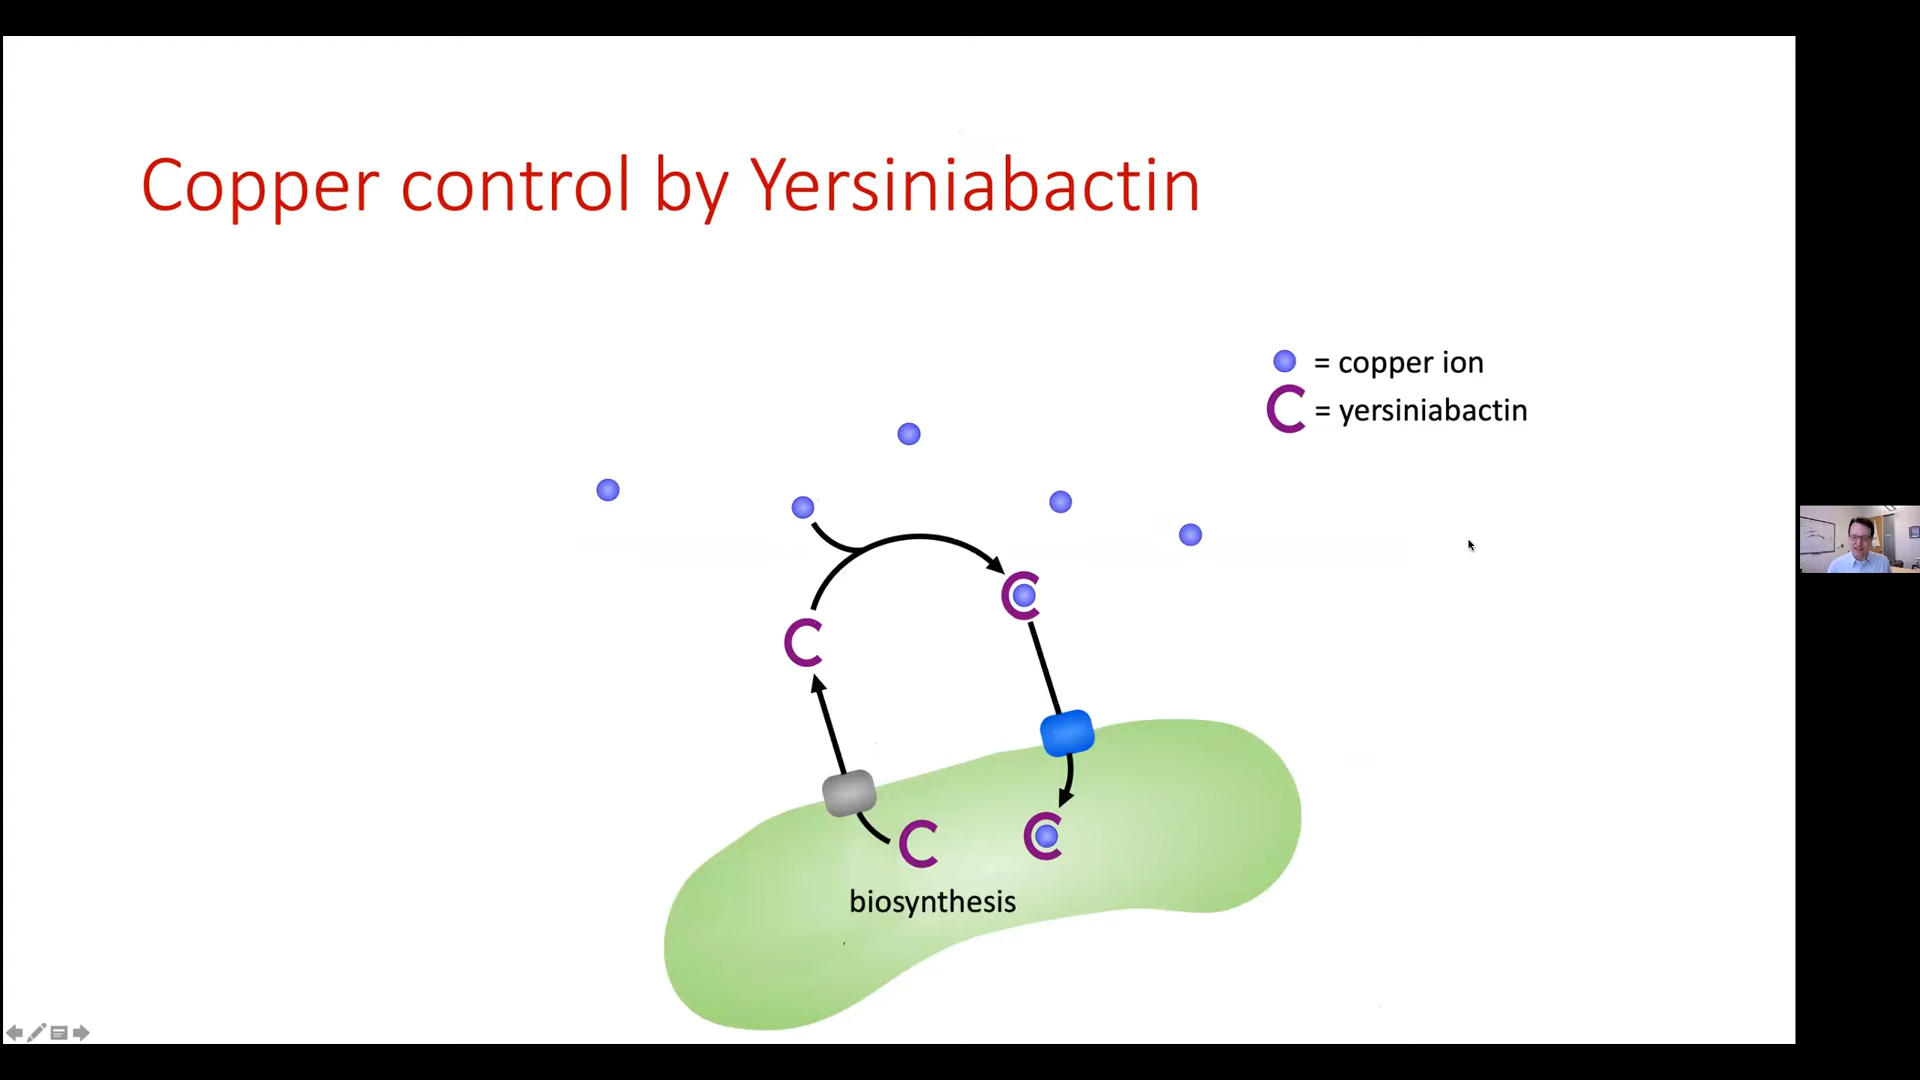 Copper control by Yersiniabactin
= copper ion
= yersiniabactin
biosynthesis